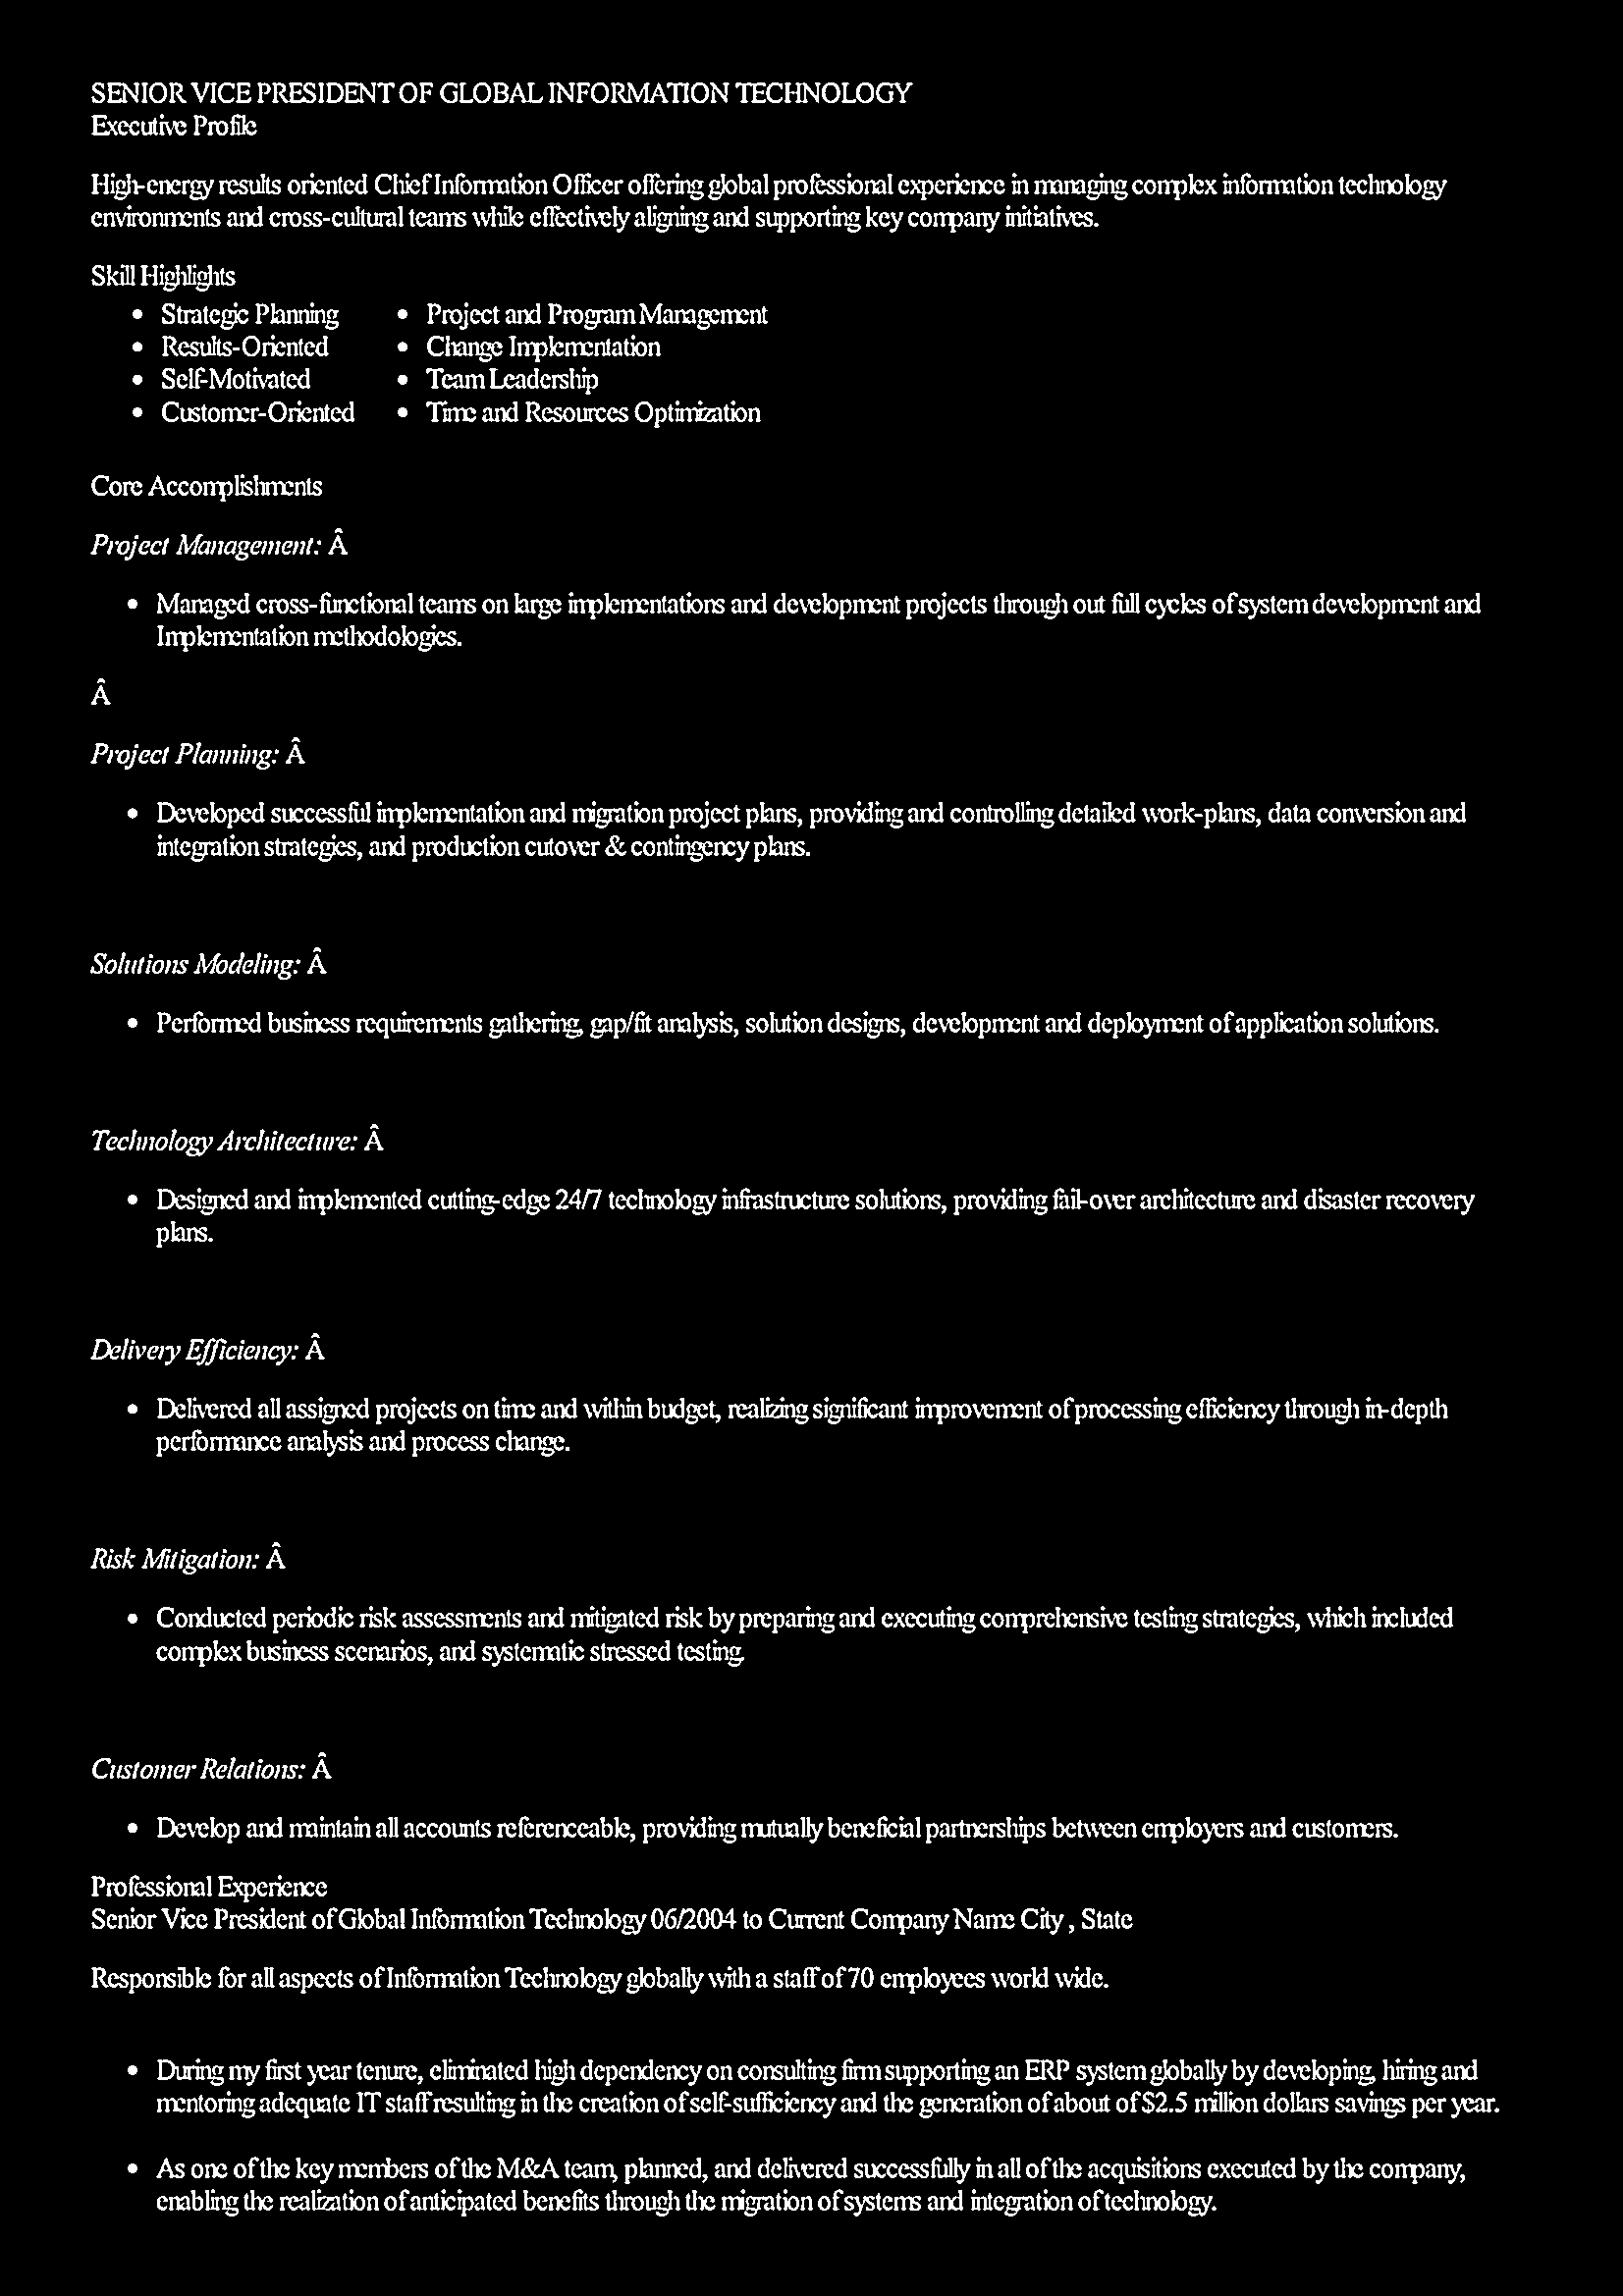 SENIOR VICE PRESIDENT OF GLOBAL INFORMATION TECHNOLOGY
Executive Profile
High-energy results oriented Chief Information Officer offering global professional experience in managing complex information technology
environments and cross-cultural teams while effectively aligning and supporting key company initiatives.
Skill Highlights
• Strategic Planning
• Results-Oriented
• Self-Motivated
• Customer-Oriented
• Project and Program Management
• Change Implementation
• Team Leadership
• Time and Resources Optimization
Core Accomplishments
Project Management: Â
• Managed cross-functional teams on large implementations and development projects through out full cycles of system development and
Implementation methodologies.
Â
Project Planning: Â
• Developed successful implementation and migration project plans, providing and controlling detailed work-plans, data conversion and
integration strategies, and production cutover & contingency plans.
Solutions Modeling: Â
• Performed business requirements gathering, gap/fit analysis, solution designs, development and deployment of application solutions.
Technology Architecture: Â
• Designed and implemented cutting-edge 24/7 technology infrastructure solutions, providing fail-over architecture and disaster recovery
plans.
Delivery Efficiency: Â
• Delivered all assigned projects on time and within budget, realizing significant improvement of processing efficiency through in-depth
performance analysis and process change.
Risk Mitigation: Â
• Conducted periodic risk assessments and mitigated risk by preparing and executing comprehensive testing strategies, which included
complex business scenarios, and systematic stressed testing.
Customer Relations: Â
• Develop and maintain all accounts referenceable, providing mutually beneficial partnerships between employers and customers.
Professional Experience
Senior Vice President of Global Information Technology 06/2004 to Current Company Name City , State
Responsible for all aspects of Information Technology globally with a staff of 70 employees world wide.
• During my first year tenure, eliminated high dependency on consulting firm supporting an ERP system globally by developing, hiring and
mentoring adequate IT staff resulting in the creation of self-sufficiency and the generation of about of $2.5 million dollars savings per year.
• As one of the key members of the M&A team, planned, and delivered successfully in all of the acquisitions executed by the company,
enabling the realization of anticipated benefits through the migration of systems and integration of technology.